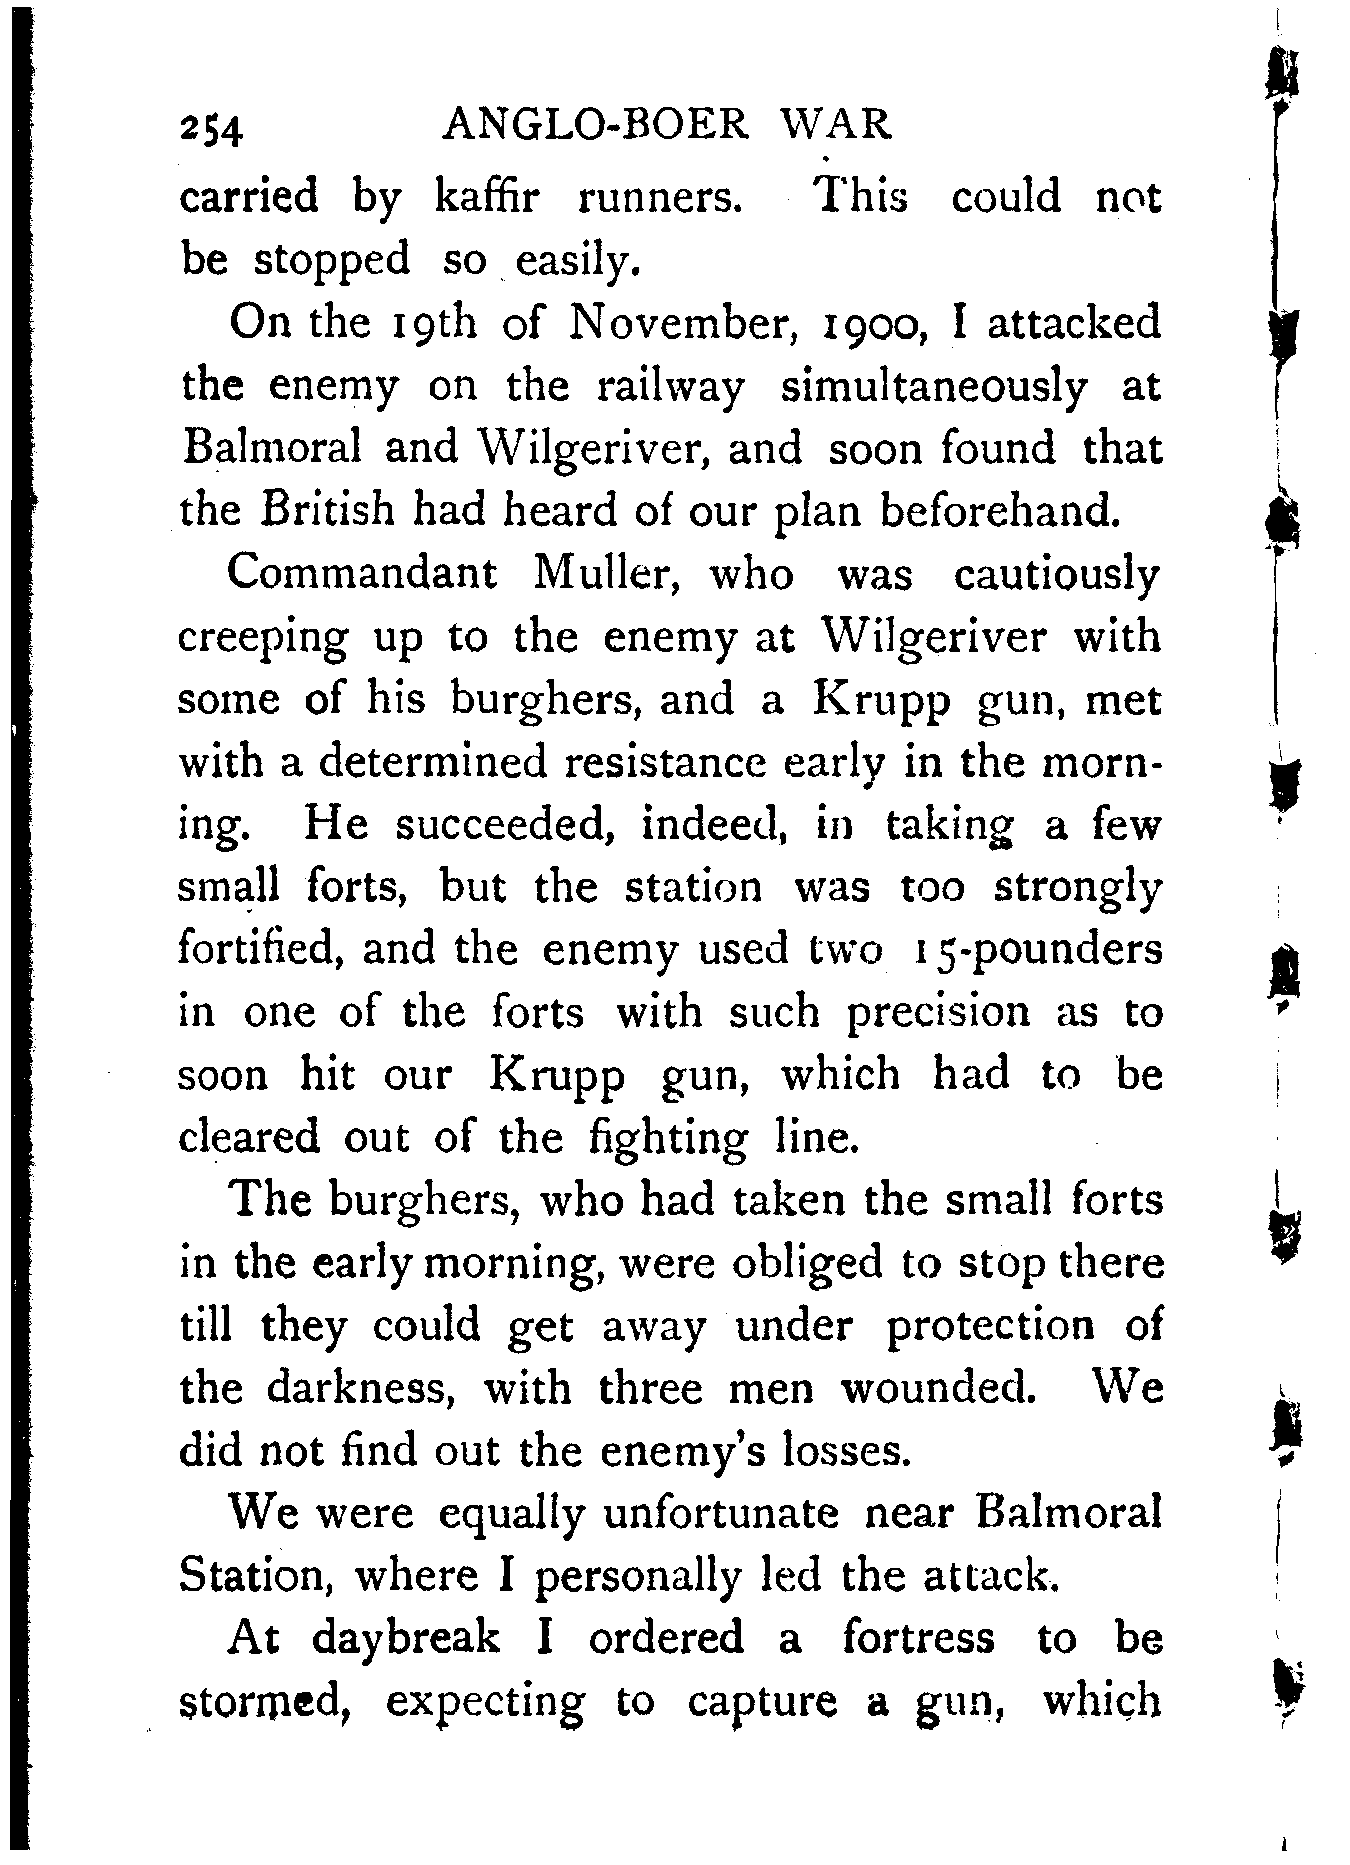 254 ANGLO-BOER WAR
carried by kaffir runners. This could not
be stopped so easily.
On the 19th of November, 1900, I attacked
the enemy on the railway simultaneously at
Balmoral and Wilgeriver, and soon found that
the British had heard of our plan beforehand.
Commandant Muller, who was cautiously
creeping up to the enemy at Wilgeriver with
some of his burghers, and a Krupp gun, met
with a determined resistance early in the morn-
ing. He succeeded, indeed, in taking a few
small forts, but the station was too strongly
fortified, and the enemy used two 15-pounders
in one of the forts with such precision as to
soon hit our Krupp gun, which had to be
cleared out of the fighting line.
The burghers, who had taken the small forts
in the early morning, were obliged to stop there
till they could get away under protection of
the darkness, with three men wounded. We
did not find out the enemy's losses.
We were equally unfortunate near Balmoral
Station, where I personally led the attack.
At daybreak I ordered a fortress to be
stormed, expecting to capture a gun, which